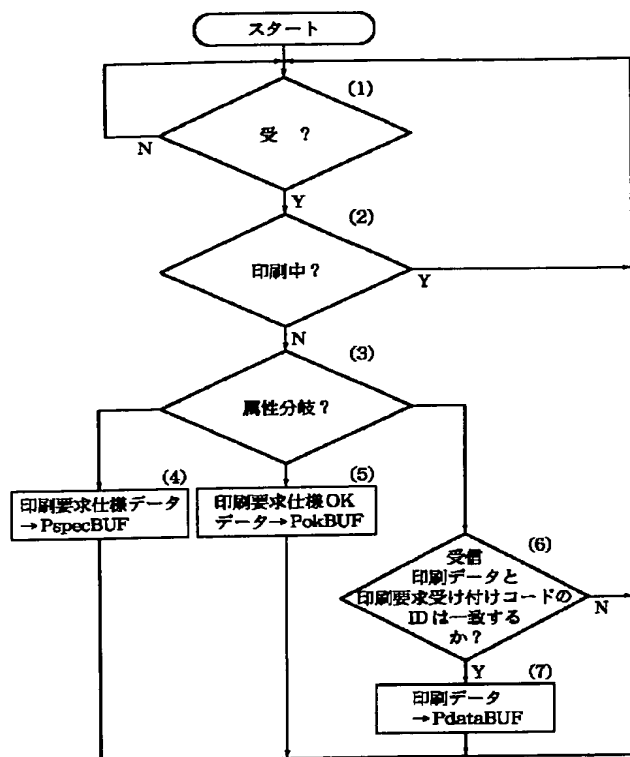 スタート
(1)
受 ?
N
Y
(2)
印刷中?
Y
N
(3)
属性分岐?
(4)
印刷要求仕様データ
→PspecBUF
(5)
印刷要求仕様OK
データ→PokBUF
(6)
受信
印刷データと
印刷要求受け付けコードの
IDは一致する
か?
N
Y
(7)
印刷データ
→PdataBUF